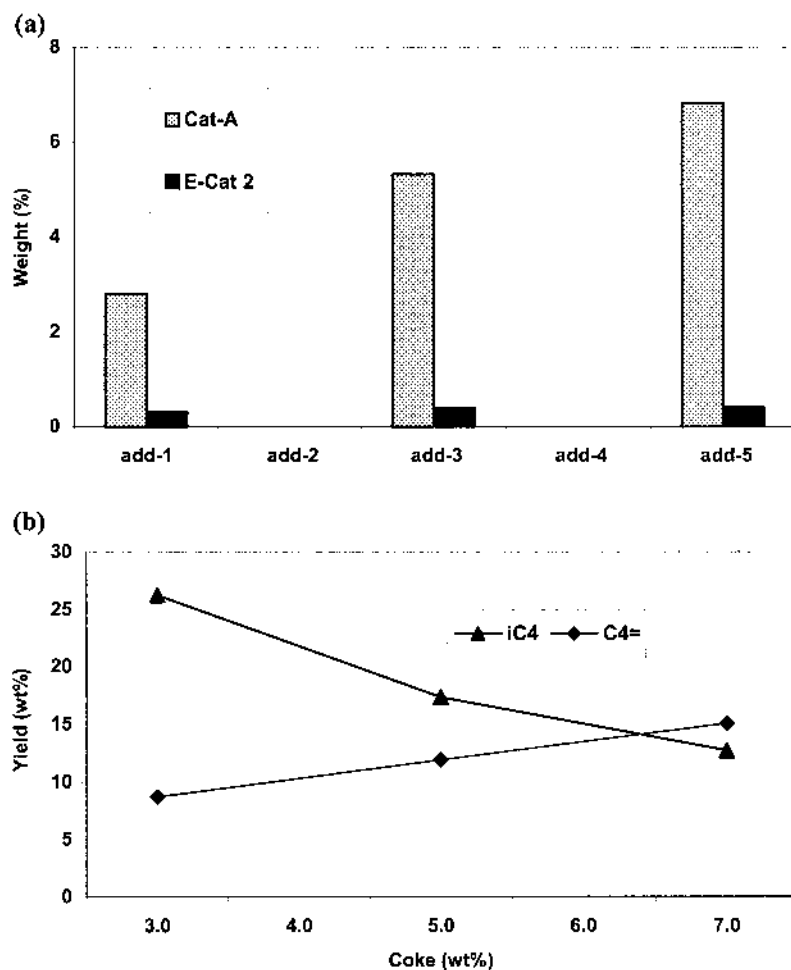 (a)
8
6
4
2
0
Weight (%)
Cat-A
E-Cat 2
add-1 add-2 add-3 add-4 add-5
(b)
30
25
20
15
10
5
0
Yield (wt%)
iC4 C4=
3.0 4.0 5.0 6.0 7.0
Coke (wt%)